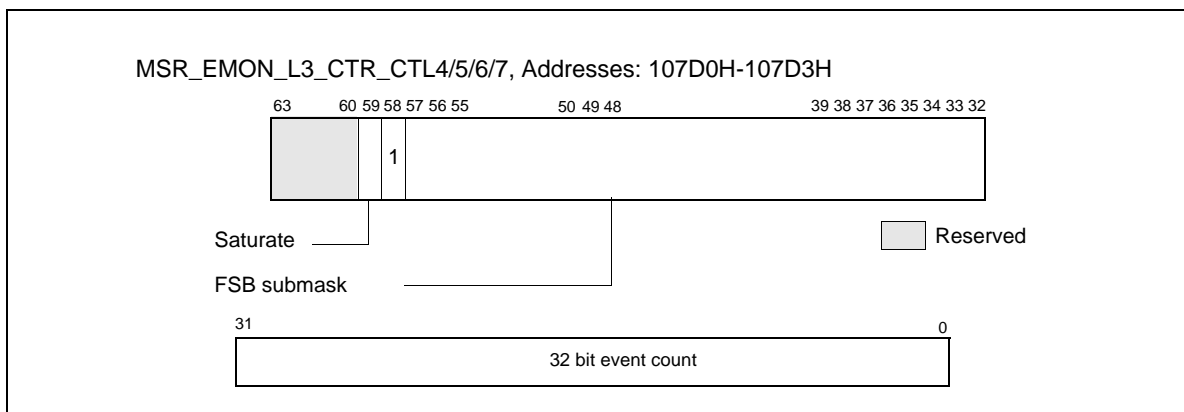 MSR_EMON_L3_CTR_CTL4/5/6/7, Addresses: 107D0H-107D3H
63 60 59 58 57 56 55 50 49 48 39 38 37 36 35 34 33 32
1
Saturate
Reserved
FSB submask
31 0
32 bit event count